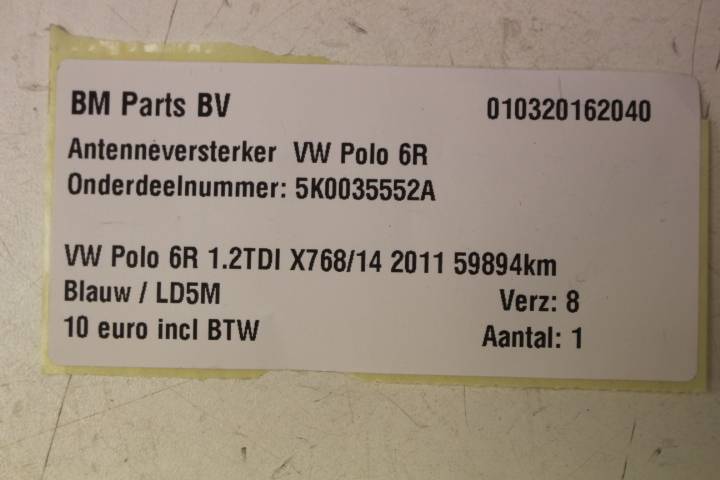 BM Parts BV 010320162040
Antenneversterker VW Polo 6R
Onderdeelnummer: 5K0035552A
VW Polo 6R 1.2TDI X768/14 2011 59894km
Blauw / LD5M Verz: 8
10 euro incl BTW Aantal: 1